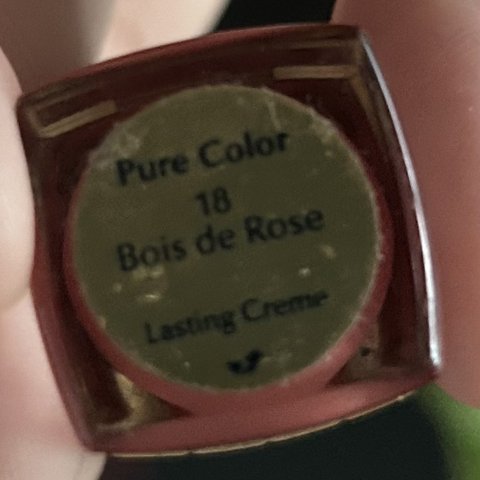 Pure Color
18
Bois de Rose
Lasting Creme